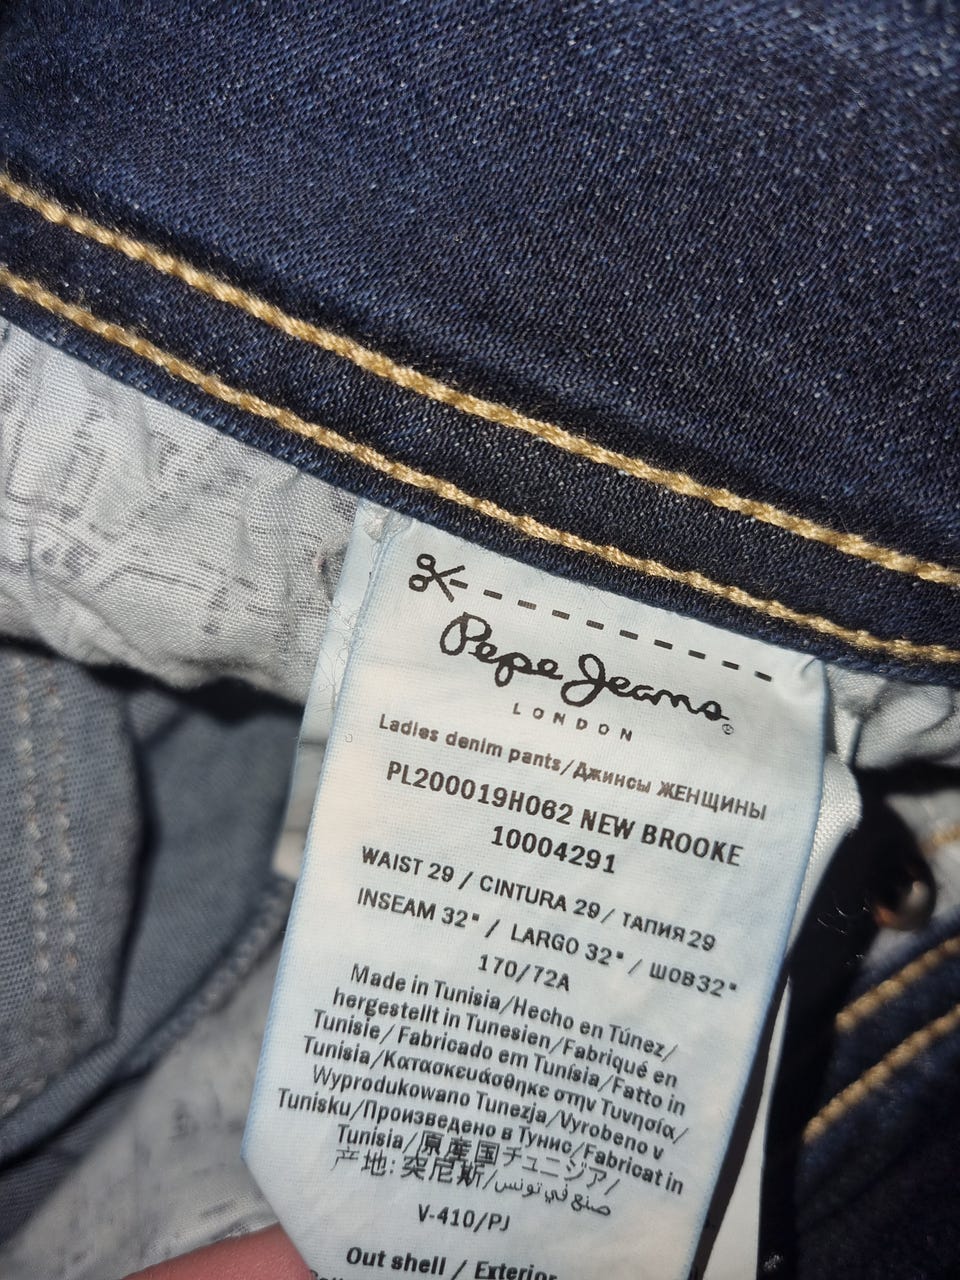 Pepe Jeans
LONDON
Ladies denim pants/Джинсы ЖЕНЩИНЫ
PL200019H062 NEW BROOKE
10004291
WAIST 29 / CINTURA 29 / ТАПИЯ 29
INSEAM 32" / LARGO 32" / ШОВ32"
170/72A
Made in Tunisia/Hecho en Túnez/
hergestellt in Tunesien/Fabriqué en
Tunisie/Fabricado em Tunísia/Fatto in
Tunisia/Κατασκευάσθηκε στην Τυνησία/
Wyprodukowano Tunezja/Vyrobeno v
Tunisku/Произведено в Тунис/Fabricat in
Tunisia/原産国チュニジア/
产地: 突尼斯/صنع في تونس
V-410/PJ
Out shell / Exterior